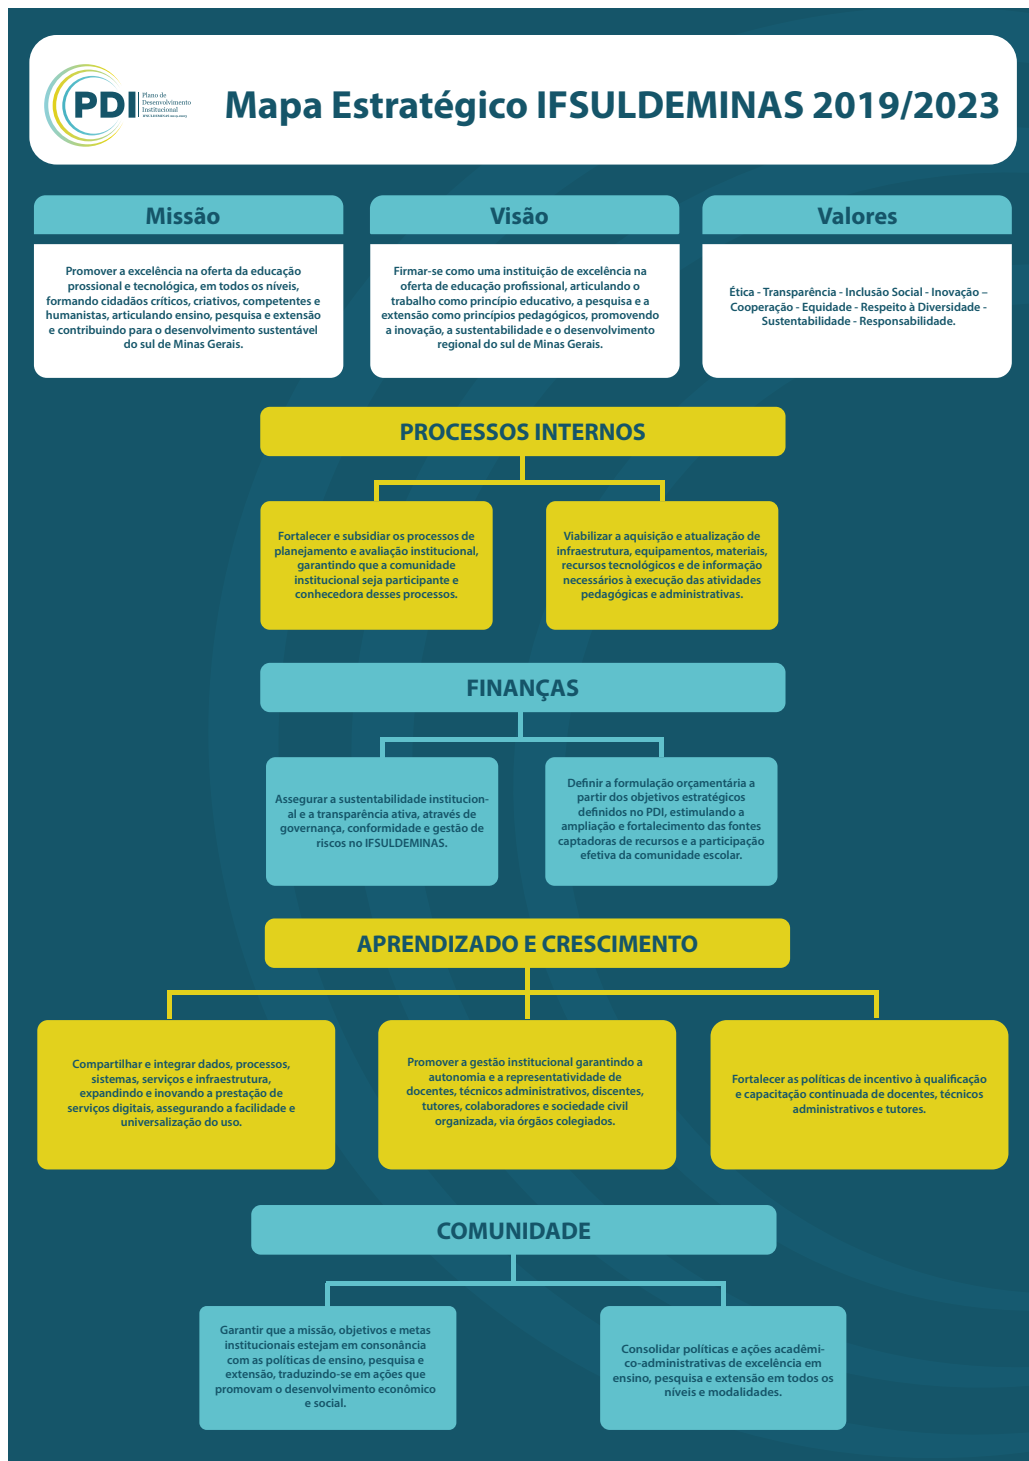 PDI
Plano de
Desenvolvimento
Institucional
IFSULDEMINAS 2019-2023
Mapa Estratégico IFSULDEMINAS 2019/2023
Missão
Promover a excelência na oferta da educação
prossional e tecnológica, em todos os níveis,
formando cidadãos críticos, criativos, competentes e
humanistas, articulando ensino, pesquisa e extensão
e contribuindo para o desenvolvimento sustentável
do sul de Minas Gerais.
Visão
Firmar-se como uma instituição de excelência na
oferta de educação profissional, articulando o
trabalho como princípio educativo, a pesquisa e a
extensão como princípios pedagógicos, promovendo
a inovação, a sustentabilidade e o desenvolvimento
regional do sul de Minas Gerais.
Valores
Ética - Transparência - Inclusão Social - Inovação –
Cooperação - Equidade - Respeito à Diversidade -
Sustentabilidade - Responsabilidade.
PROCESSOS INTERNOS
Fortalecer e subsidiar os processos de
planejamento e avaliação institucional,
garantindo que a comunidade
institucional seja participante e
conhecedora desses processos.
Viabilizar a aquisição e atualização de
infraestrutura, equipamentos, materiais,
recursos tecnológicos e de informação
necessários à execução das atividades
pedagógicas e administrativas.
FINANÇAS
Assegurar a sustentabilidade institucion-
al e a transparência ativa, através de
governança, conformidade e gestão de
riscos no IFSULDEMINAS.
Definir a formulação orçamentária a
partir dos objetivos estratégicos
definidos no PDI, estimulando a
ampliação e fortalecimento das fontes
captadoras de recursos e a participação
efetiva da comunidade escolar.
APRENDIZADO E CRESCIMENTO
Compartilhar e integrar dados, processos,
sistemas, serviços e infraestrutura,
expandindo e inovando a prestação de
serviços digitais, assegurando a facilidade e
universalização do uso.
Promover a gestão institucional garantindo a
autonomia e a representatividade de
docentes, técnicos administrativos, discentes,
tutores, colaboradores e sociedade civil
organizada, via órgãos colegiados.
Fortalecer as políticas de incentivo à qualificação
e capacitação continuada de docentes, técnicos
administrativos e tutores.
COMUNIDADE
Garantir que a missão, objetivos e metas
institucionais estejam em consonância
com as políticas de ensino, pesquisa e
extensão, traduzindo-se em ações que
promovam o desenvolvimento econômico
e social.
Consolidar políticas e ações acadêmi-
co-administrativas de excelência em
ensino, pesquisa e extensão em todos os
níveis e modalidades.